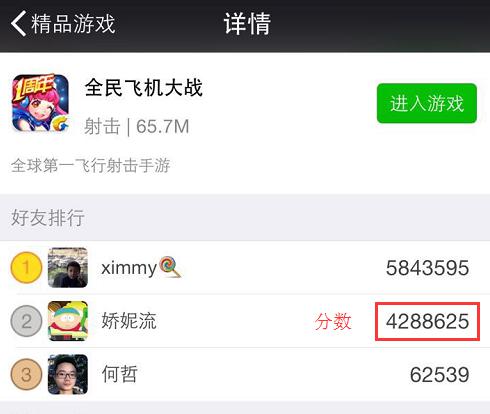 精品游戏
详情
1周年
全民飞机大战
射击 | 65.7M
进入游戏
全球第一飞行射击手游
好友排行
1 ximmy🍭 5843595
2 娇妮流 分数 4288625
3 何哲 62539